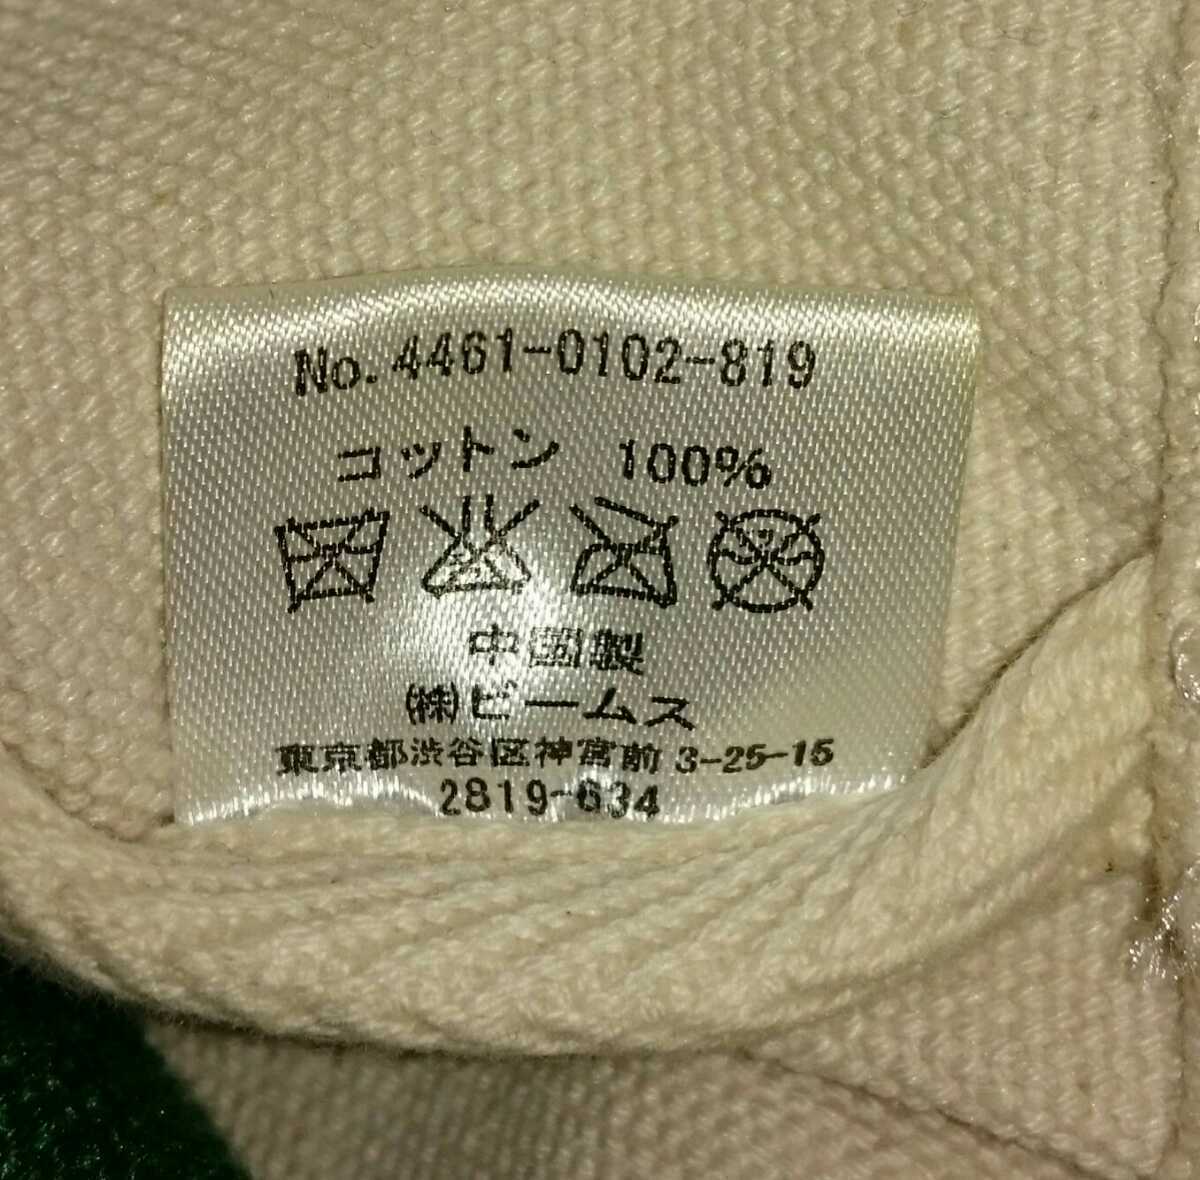 No. 4461-0102-819
コットン 100%
中国製
㈱ビームス
東京都渋谷区神宮前 3-25-15
2819-634